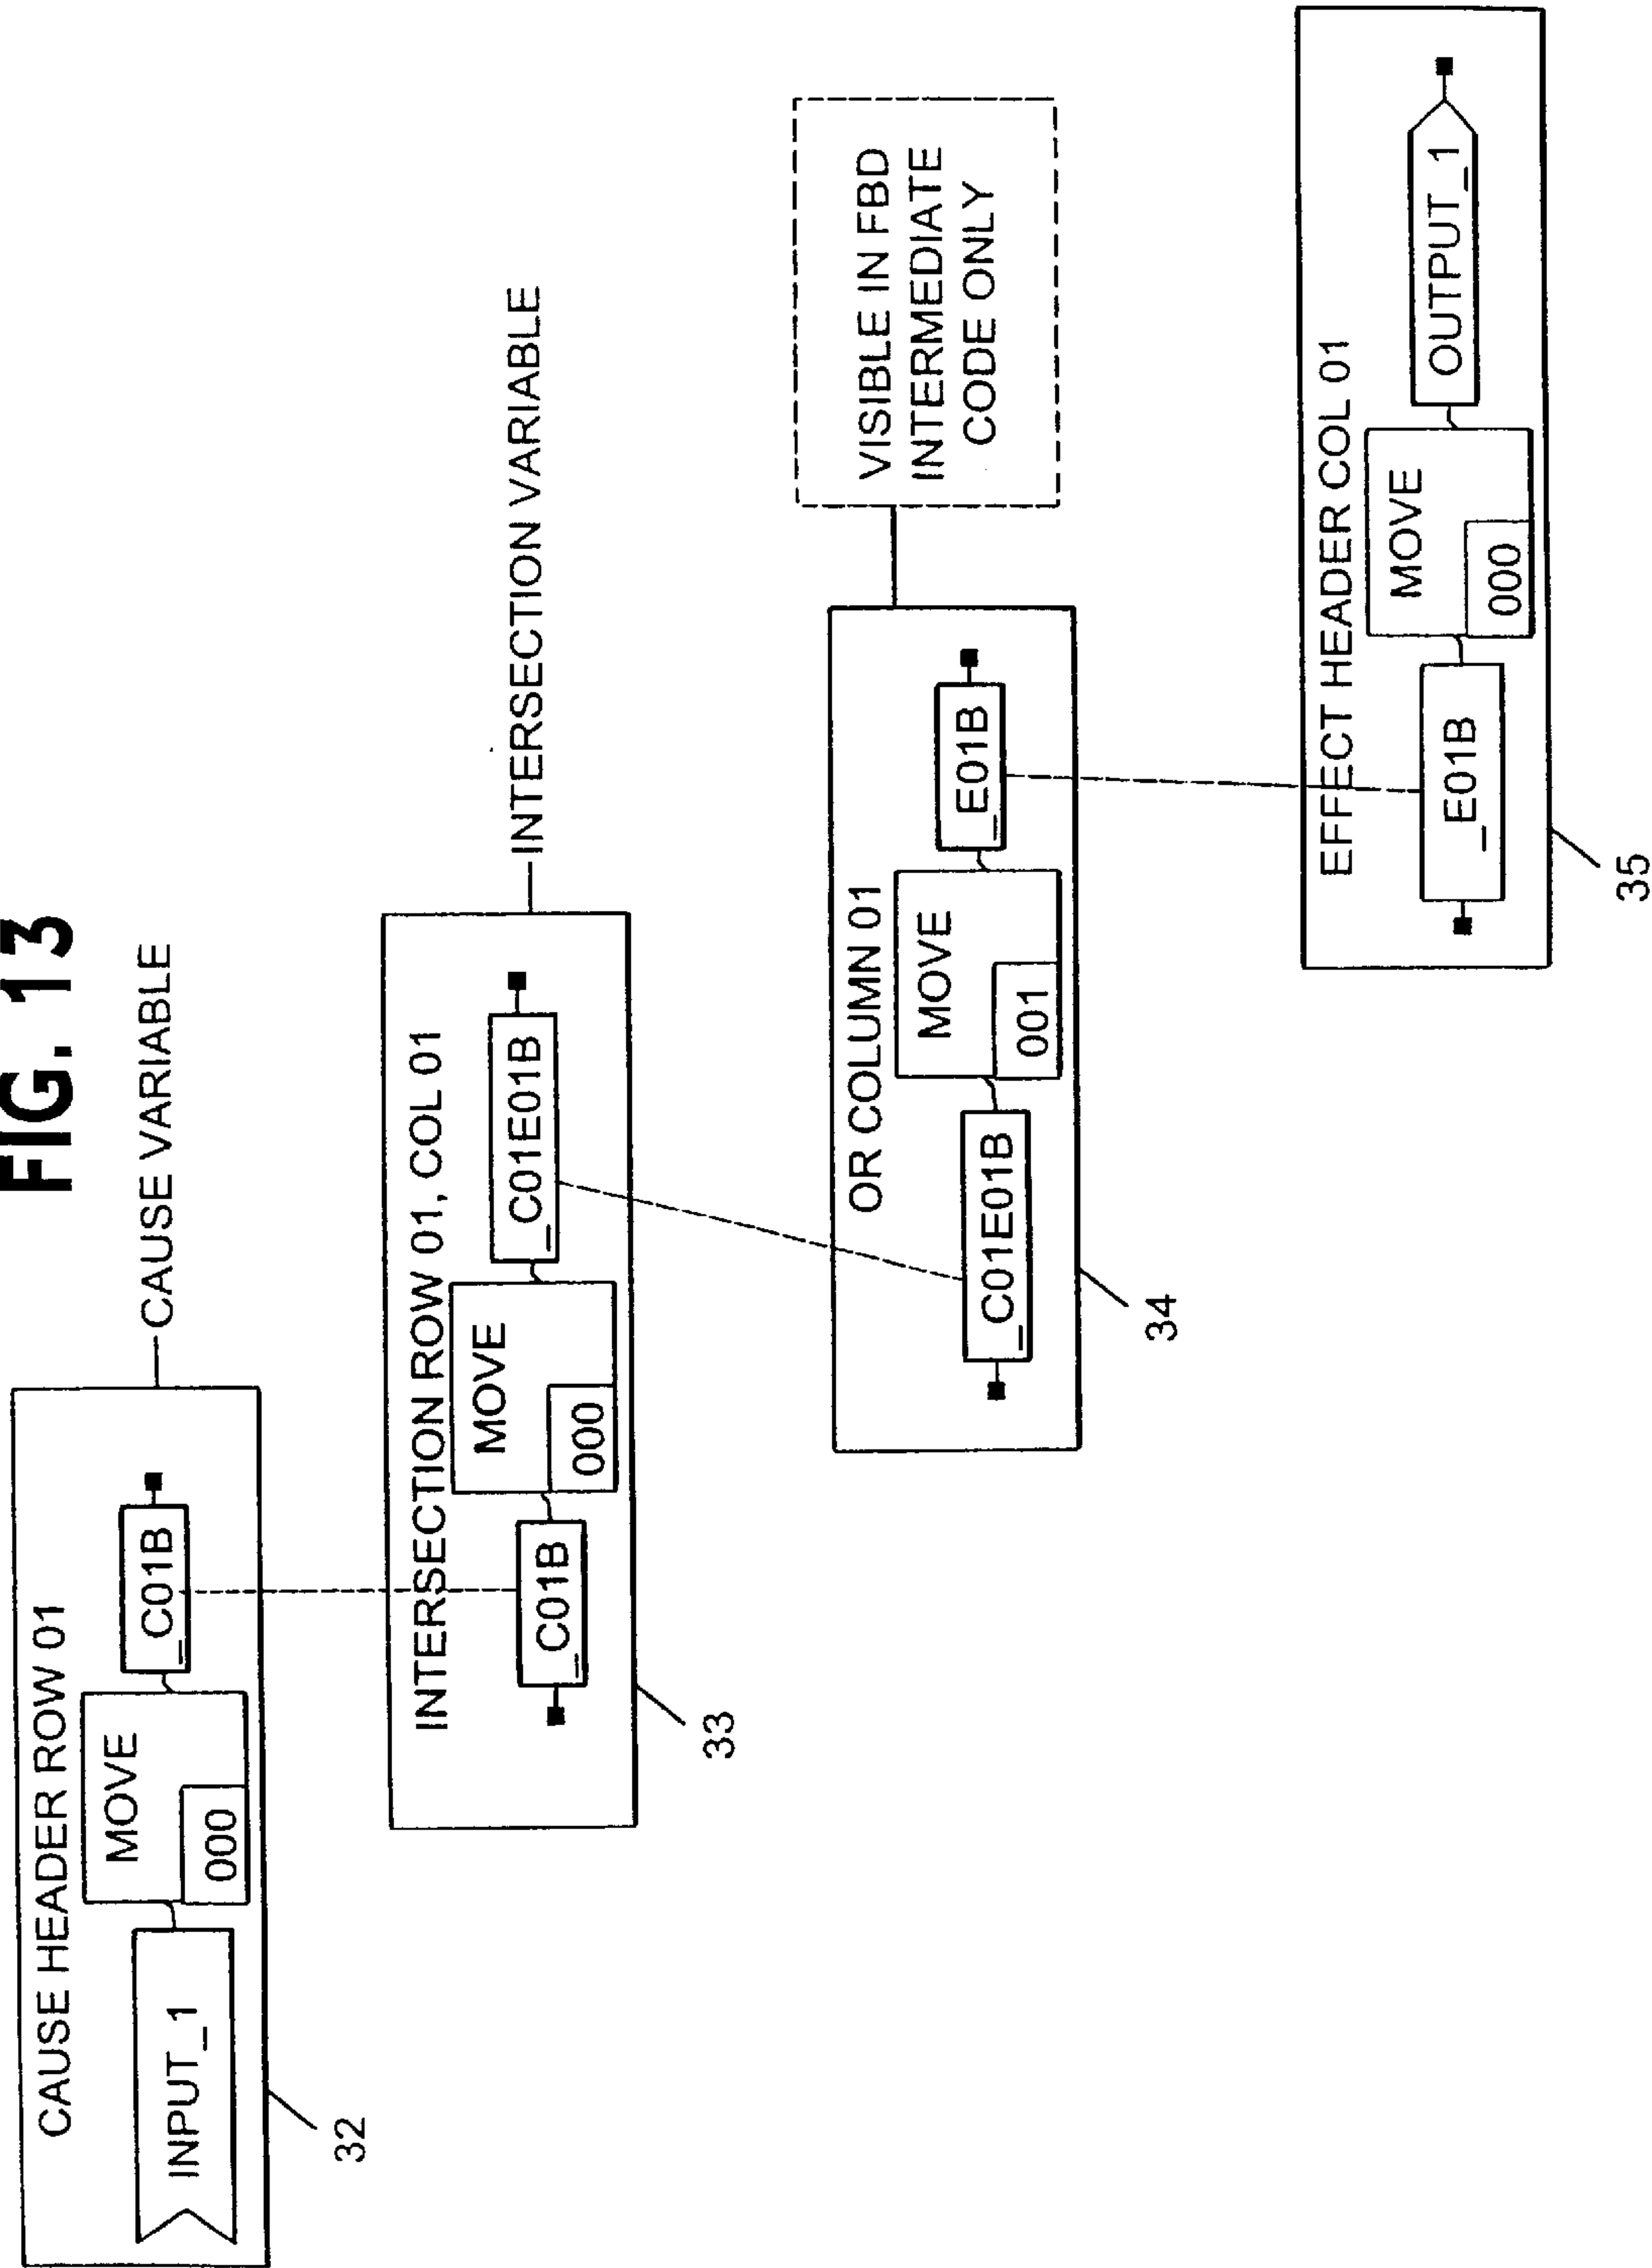 FIG. 13
CAUSE HEADER ROW 01
INPUT_1
MOVE
000
_C01B
CAUSE VARIABLE
32
INTERSECTION ROW 01, COL 01
_C01B
MOVE
000
_C01E01B
INTERSECTION VARIABLE
33
OR COLUMN 01
_C01E01B
MOVE
001
_E01B
VISIBLE IN FBD
INTERMEDIATE
CODE ONLY
34
EFFECT HEADER COL 01
_E01B
MOVE
000
OUTPUT_1
35